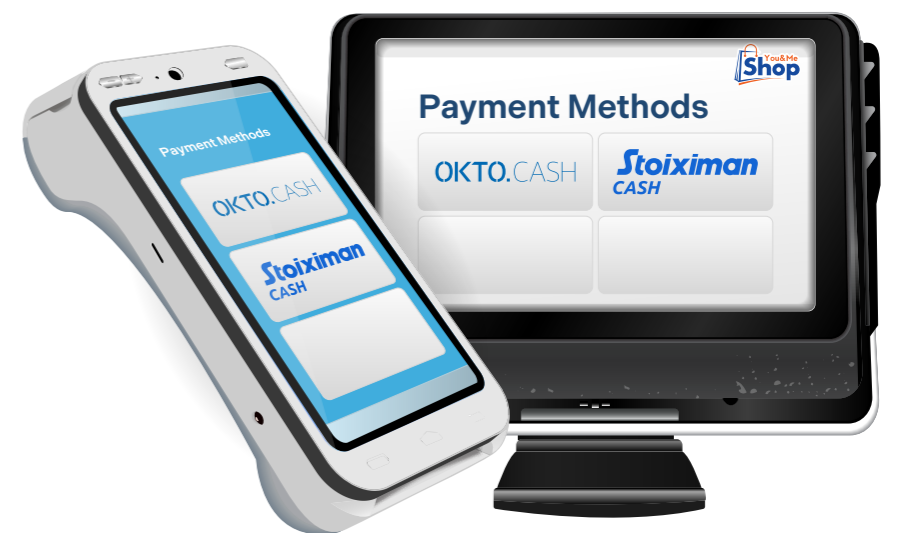 Payment Methods
OKTO.CASH
Stoiximan
CASH
You&Me
Shop
Payment Methods
OKTO.CASH
Stoiximan
CASH